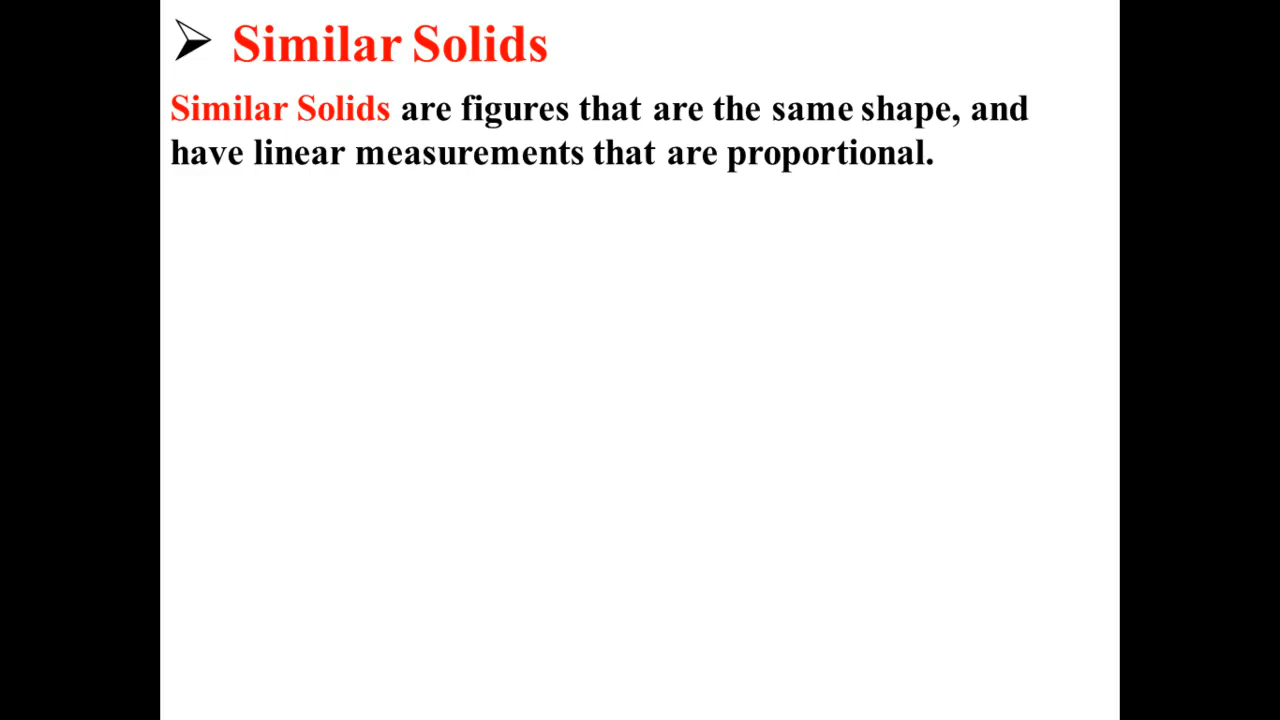 Similar Solids
Similar Solids are figures that are the same shape, and
have linear measurements that are proportional.